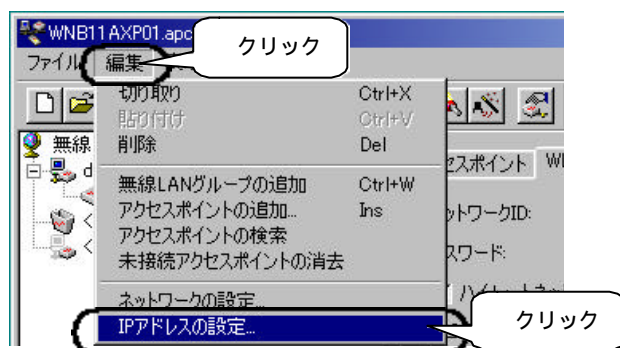 WNB11AXP01.apc
クリック
ファイル 編集
切り取り Ctrl+X
貼り付け Ctrl+V
削除 Del
無線LANグループの追加 Ctrl+W
アクセスポイントの追加... Ins
アクセスポイントの検索
未接続アクセスポイントの消去
ネットワークの設定...
IPアドレスの設定...
クリック
無線
d
<
<
セスポイント WE
ットワークID:
スワード: